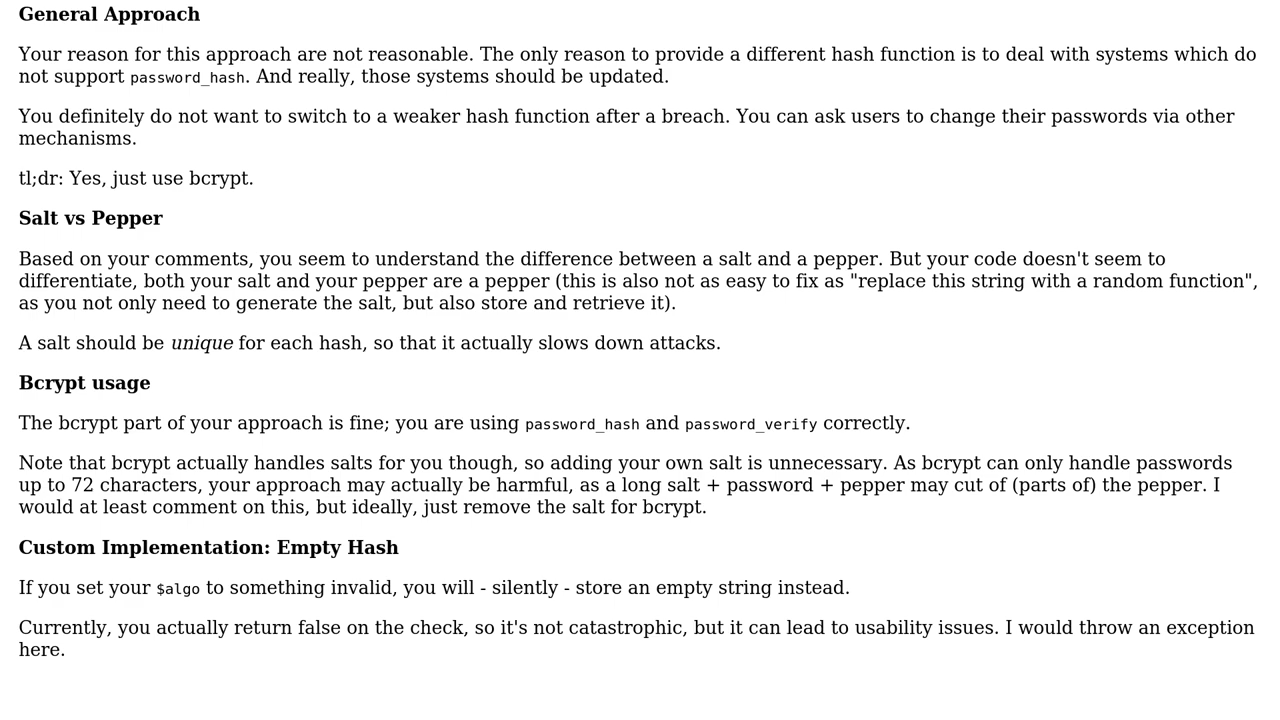 General Approach
Your reason for this approach are not reasonable. The only reason to provide a different hash function is to deal with systems which do
not support password_hash. And really, those systems should be updated.
You definitely do not want to switch to a weaker hash function after a breach. You can ask users to change their passwords via other
mechanisms.
tl;dr: Yes, just use bcrypt.
Salt vs Pepper
Based on your comments, you seem to understand the difference between a salt and a pepper. But your code doesn't seem to
differentiate, both your salt and your pepper are a pepper (this is also not as easy to fix as "replace this string with a random function",
as you not only need to generate the salt, but also store and retrieve it).
A salt should be unique for each hash, so that it actually slows down attacks.
Bcrypt usage
The bcrypt part of your approach is fine; you are using password_hash and password_verify correctly.
Note that bcrypt actually handles salts for you though, so adding your own salt is unnecessary. As bcrypt can only handle passwords
up to 72 characters, your approach may actually be harmful, as a long salt + password + pepper may cut of (parts of) the pepper. I
would at least comment on this, but ideally, just remove the salt for bcrypt.
Custom Implementation: Empty Hash
If you set your $algo to something invalid, you will - silently - store an empty string instead.
Currently, you actually return false on the check, so it's not catastrophic, but it can lead to usability issues. I would throw an exception
here.